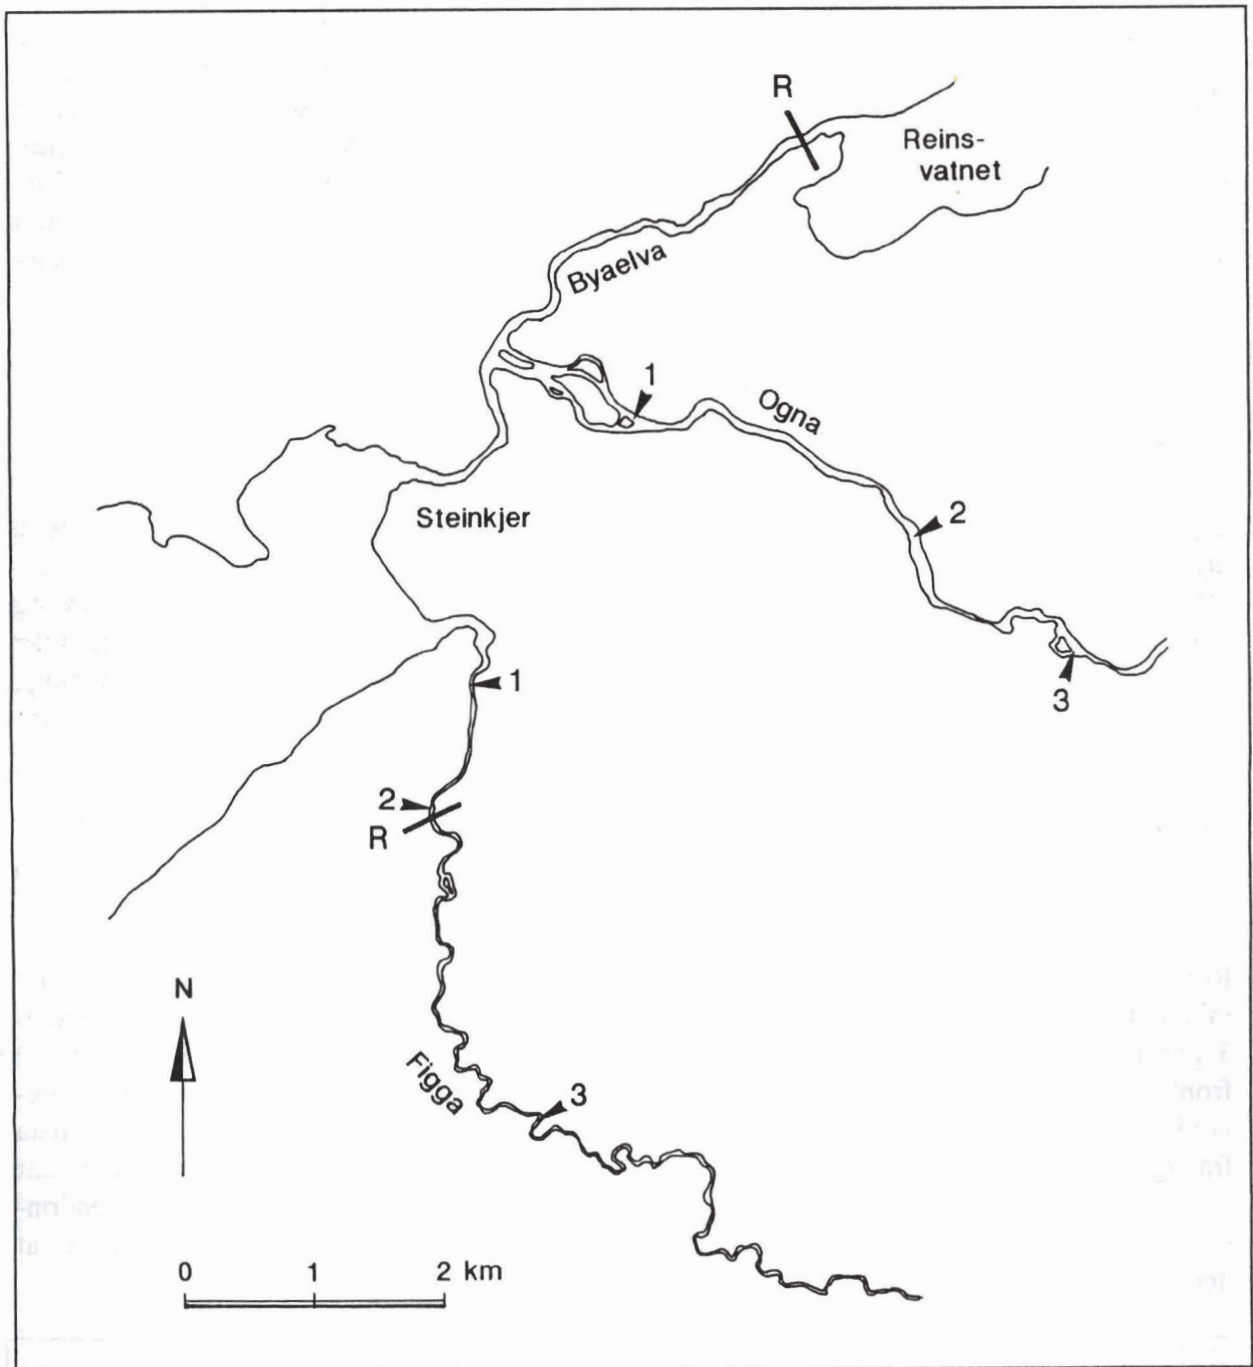 R
Reins-
vatnet
Byaelva
1
Ogna
2
Steinkjer
3
1
2
R
N
Figga
3
0 1 2 km